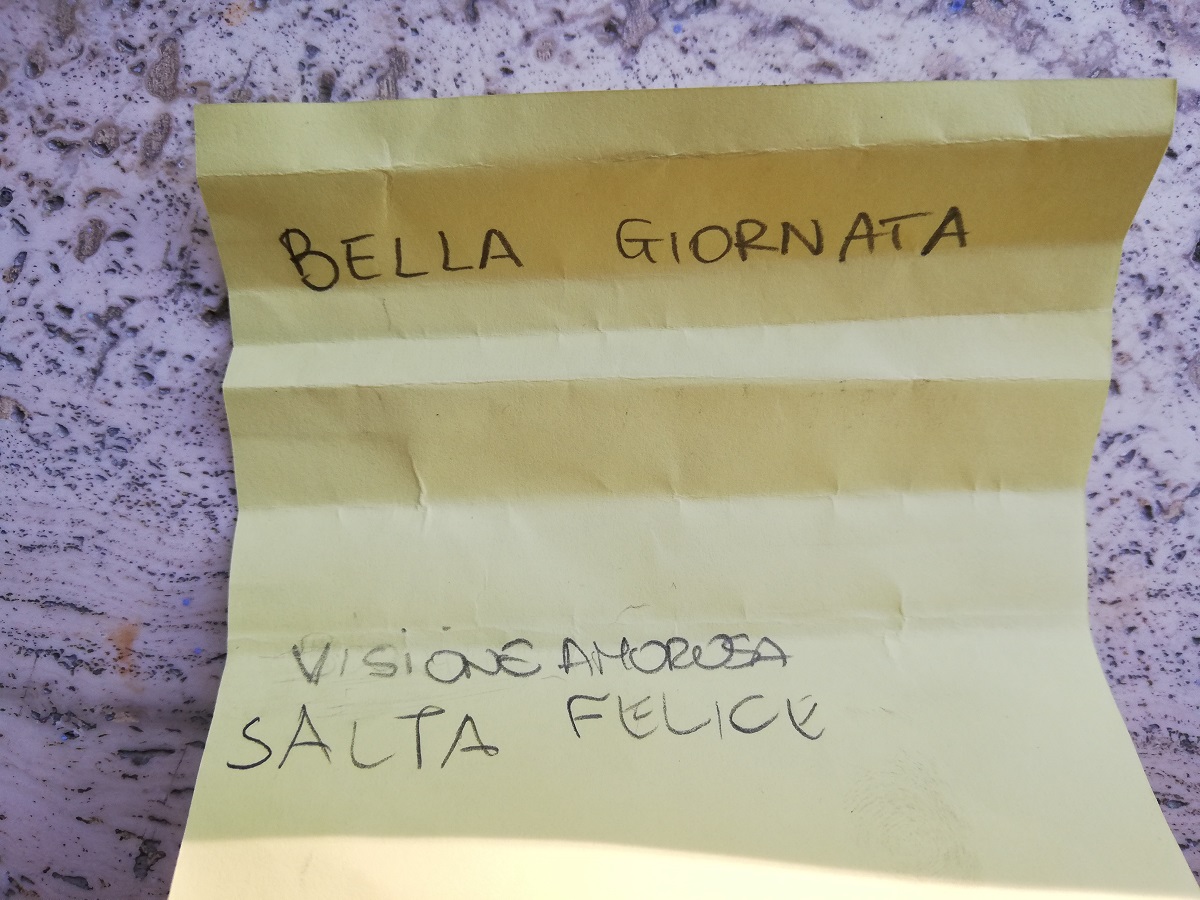 BELLA GIORNATA
VISIONE AMOROSA
SALTA FELICE